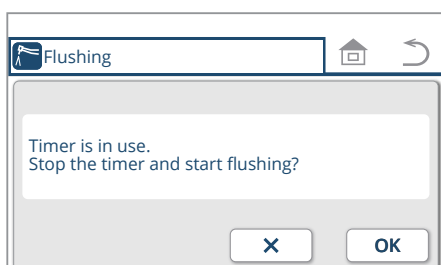 Flushing
Timer is in use.
Stop the timer and start flushing?
OK